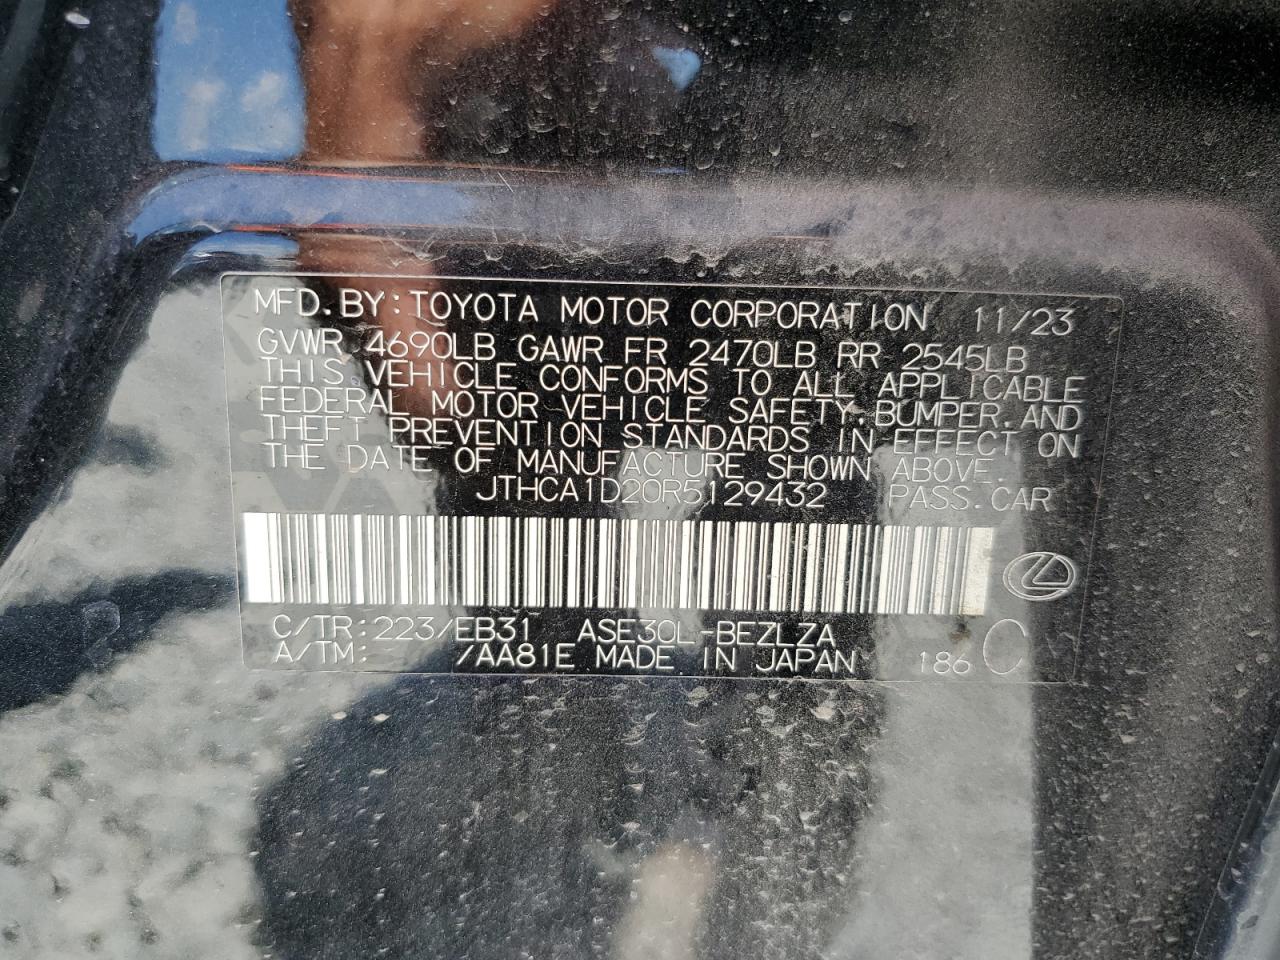 MFD.BY:TOYOTA MOTOR CORPORATION 11/23
GVWR 4690LB GAWR FR 2470LB RR 2545LB
THIS VEHICLE CONFORMS TO ALL APPLICABLE
FEDERAL MOTOR VEHICLE SAFETY,BUMPER,AND
THEFT PREVENTION STANDARDS IN EFFECT ON
THE DATE OF MANUFACTURE SHOWN ABOVE.
JTHCA1D20R5129432 PASS.CAR
C/TR:223/EB31 ASE30L-BEZLZA
A/TM: /AA81E MADE IN JAPAN 186 C